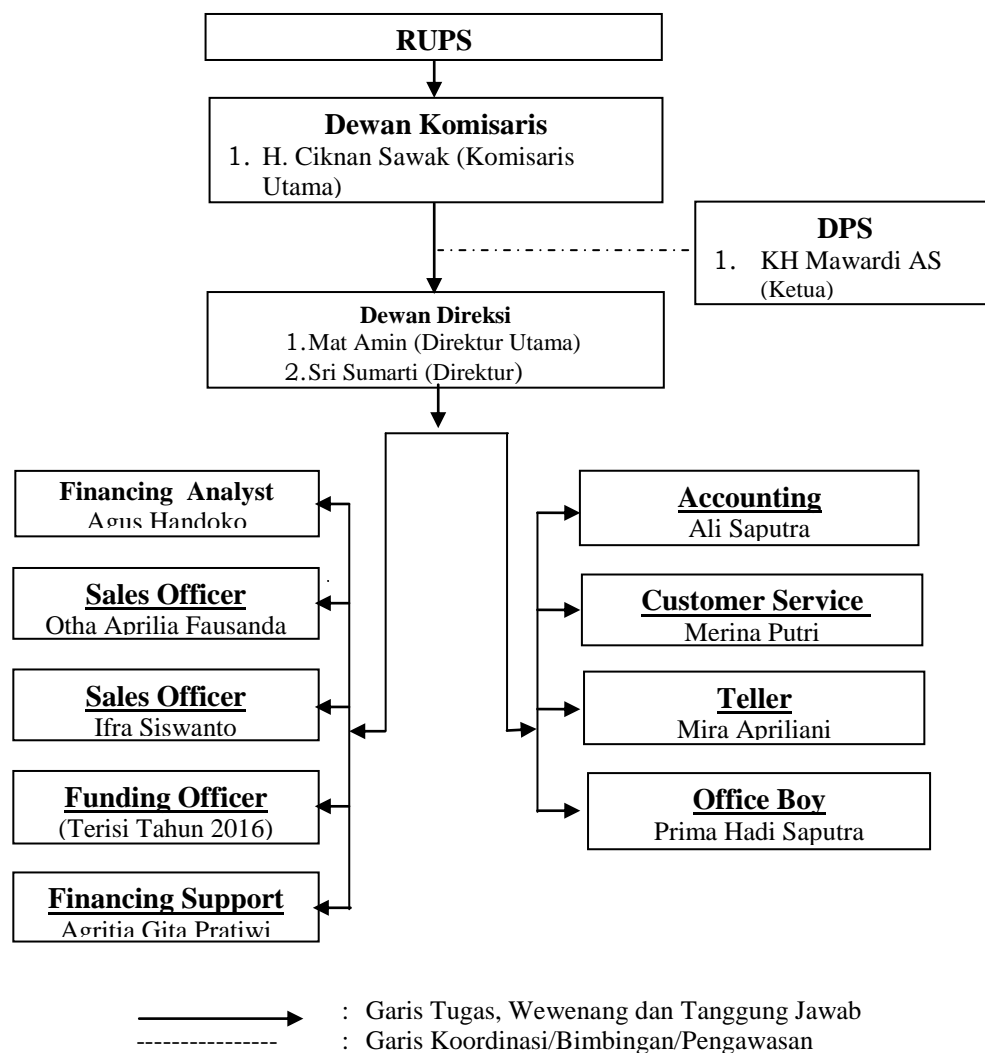 RUPS
Dewan Komisaris
1. H. Ciknan Sawak (Komisaris
Utama)
DPS
1. KH Mawardi AS
(Ketua)
Dewan Direksi
1.Mat Amin (Direktur Utama)
2.Sri Sumarti (Direktur)
Financing Analyst
Agus Handoko
Sales Officer
Otha Aprilia Fausanda
Sales Officer
Ifra Siswanto
Funding Officer
(Terisi Tahun 2016)
Financing Support
Agritia Gita Pratiwi
Accounting
Ali Saputra
Customer Service
Merina Putri
Teller
Mira Apriliani
Office Boy
Prima Hadi Saputra
: Garis Tugas, Wewenang dan Tanggung Jawab
: Garis Koordinasi/Bimbingan/Pengawasan